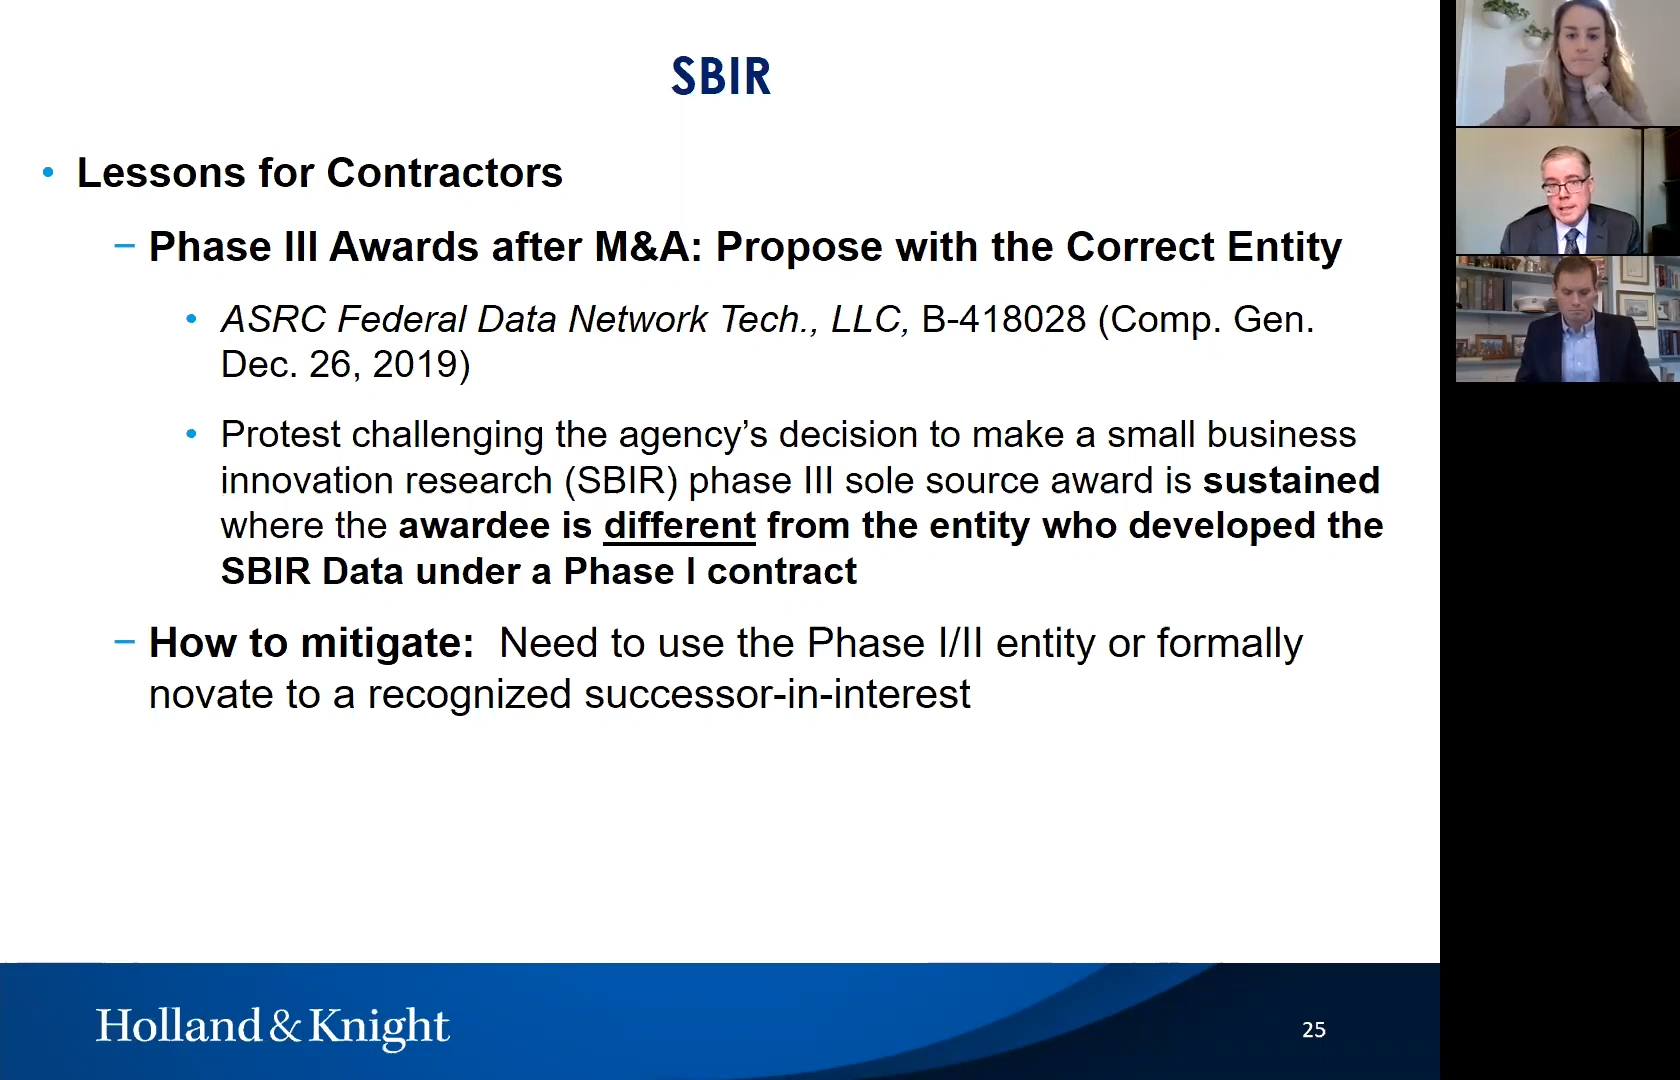 SBIR
• Lessons for Contractors
– Phase III Awards after M&A: Propose with the Correct Entity
• ASRC Federal Data Network Tech., LLC, B-418028 (Comp. Gen.
Dec. 26, 2019)
• Protest challenging the agency’s decision to make a small business
innovation research (SBIR) phase III sole source award is sustained
where the awardee is different from the entity who developed the
SBIR Data under a Phase I contract
– How to mitigate:  Need to use the Phase I/II entity or formally
novate to a recognized successor-in-interest
Holland & Knight
25